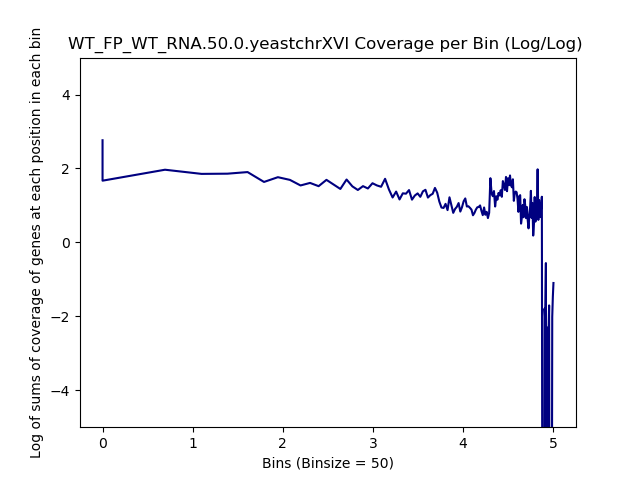 WT_FP_WT_RNA.50.0.yeastchrXVI Coverage per Bin (Log/Log)
Log of sums of coverage of genes at each position in each bin
4
2
0
−2
−4
0 1 2 3 4 5
Bins (Binsize = 50)